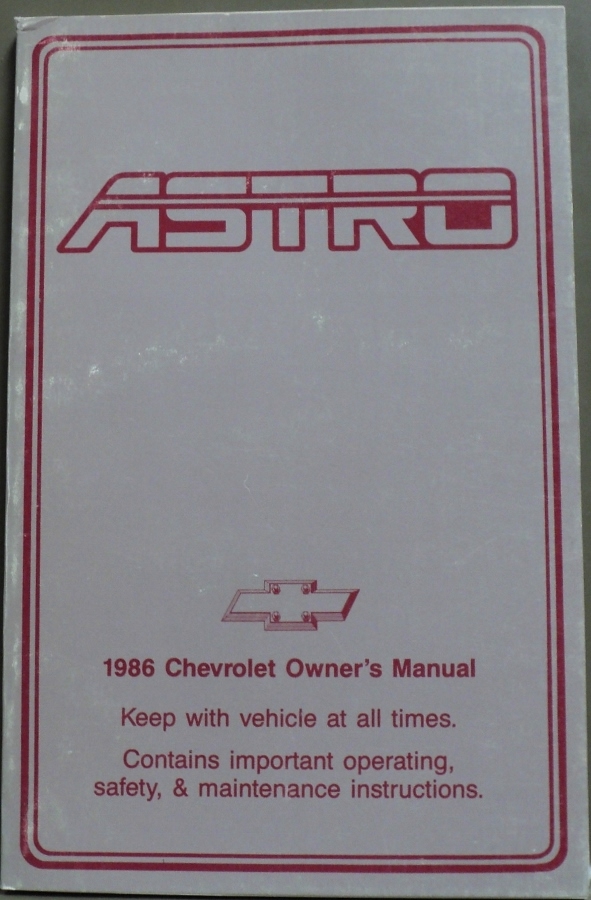 ASTRO
1986 Chevrolet Owner's Manual
Keep with vehicle at all times.
Contains important operating,
safety, & maintenance instructions.